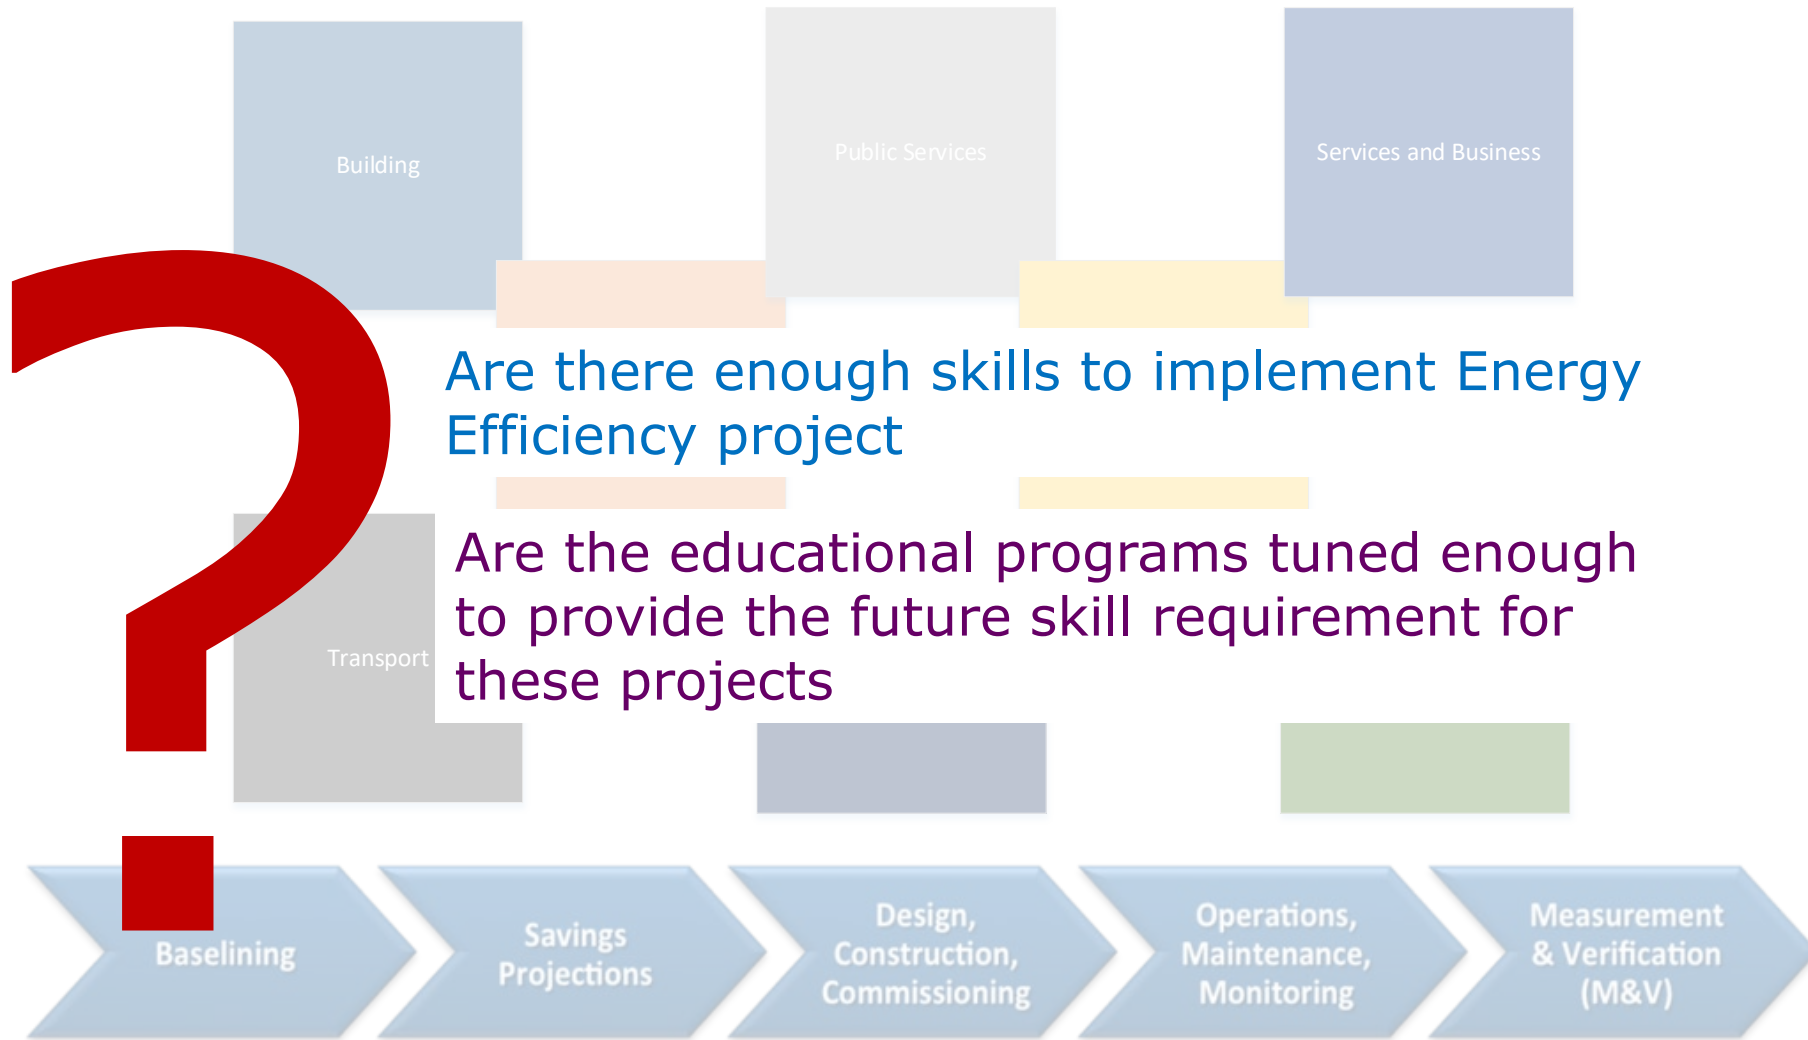 Building
Public Services
Services and Business
?
Are there enough skills to implement Energy
Efficiency project
Are the educational programs tuned enough
to provide the future skill requirement for
these projects
Transport
Baselining
Savings
Projections
Design,
Construction,
Commissioning
Operations,
Maintenance,
Monitoring
Measurement
& Verification
(M&V)